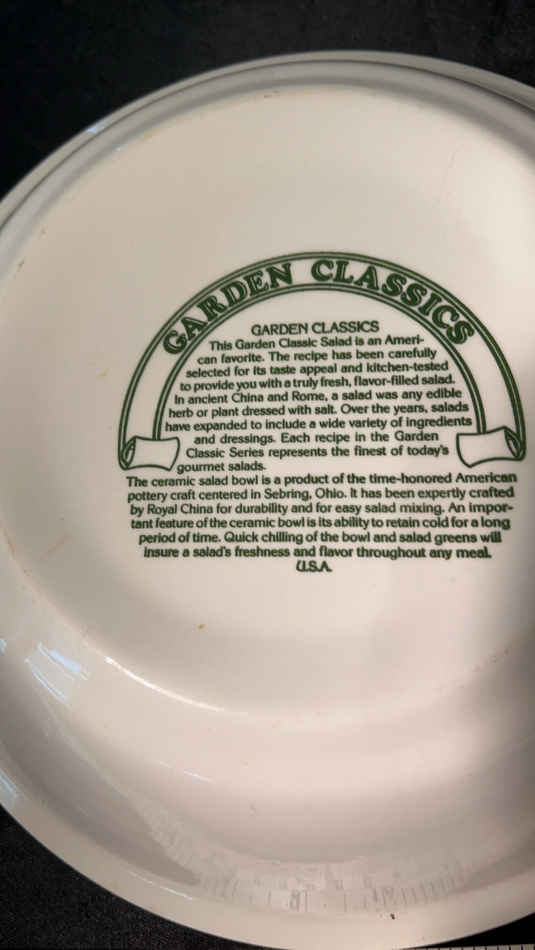 GARDEN CLASSICS
GARDEN CLASSICS
This Garden Classic Salad is an Ameri-
can favorite. The recipe has been carefully
selected for its taste appeal and kitchen-tested
to provide you with a truly fresh, flavor-filled salad.
In ancient China and Rome, a salad was any edible
herb or plant dressed with salt. Over the years, salads
have expanded to include a wide variety of ingredients
and dressings. Each recipe in the Garden
Classic Series represents the finest of today's
gourmet salads.
The ceramic salad bowl is a product of the time-honored American
pottery craft centered in Sebring, Ohio. It has been expertly crafted
by Royal China for durability and for easy salad mixing. An impor-
tant feature of the ceramic bowl is its ability to retain cold for a long
period of time. Quick chilling of the bowl and salad greens will
insure a salad's freshness and flavor throughout any meal.
U.S.A.